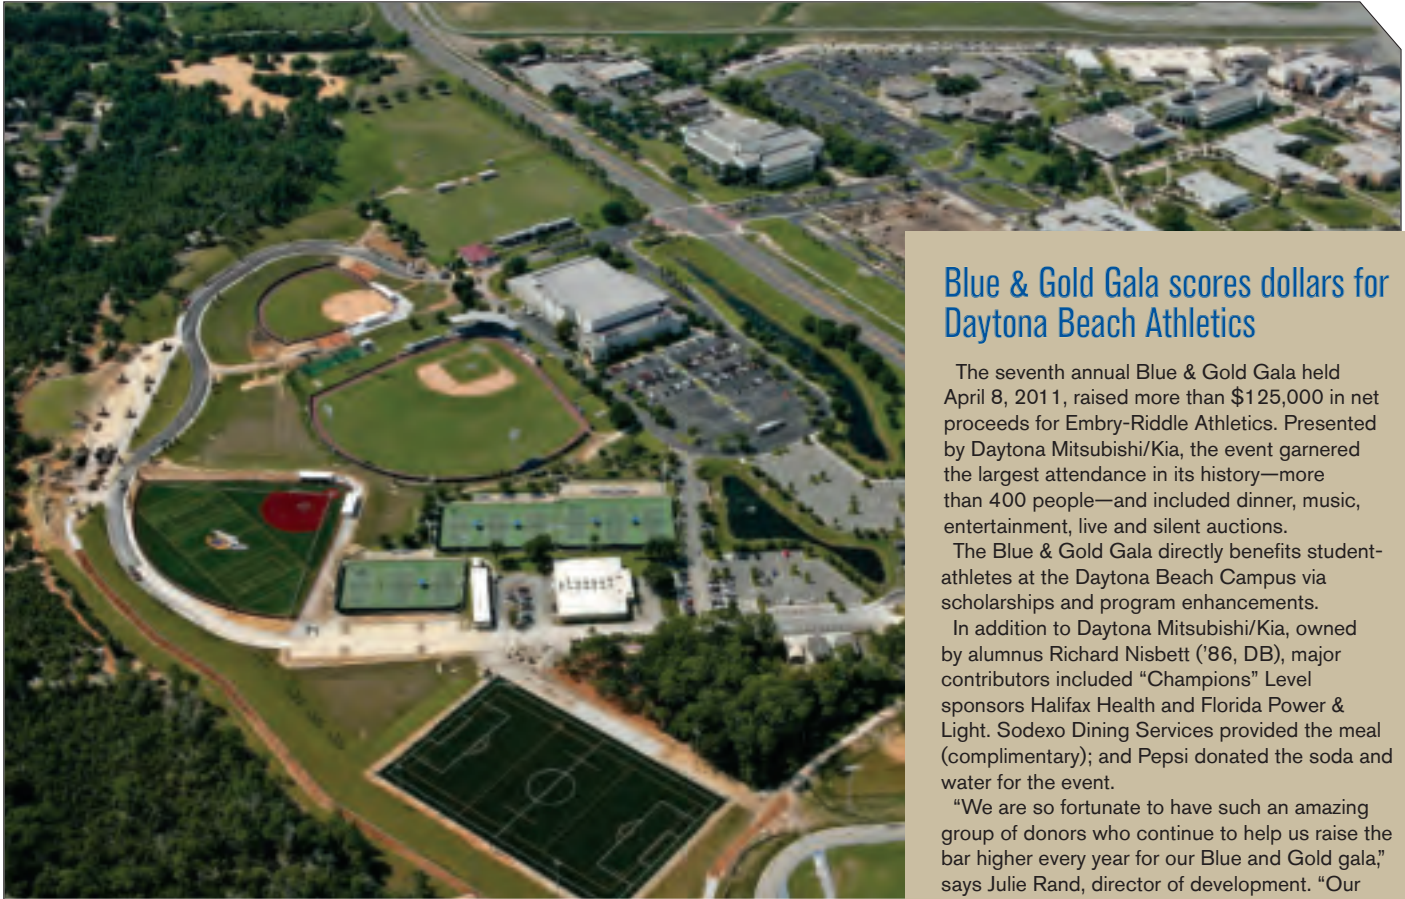 Blue & Gold Gala scores dollars for
Daytona Beach Athletics
The seventh annual Blue & Gold Gala held
April 8, 2011, raised more than $125,000 in net
proceeds for Embry-Riddle Athletics. Presented
by Daytona Mitsubishi/Kia, the event garnered
the largest attendance in its history—more
than 400 people—and included dinner, music,
entertainment, live and silent auctions.
The Blue & Gold Gala directly benefits student-
athletes at the Daytona Beach Campus via
scholarships and program enhancements.
In addition to Daytona Mitsubishi/Kia, owned
by alumnus Richard Nisbett (’86, DB), major
contributors included “Champions” Level
sponsors Halifax Health and Florida Power &
Light. Sodexo Dining Services provided the meal
(complimentary); and Pepsi donated the soda and
water for the event.
“We are so fortunate to have such an amazing
group of donors who continue to help us raise the
bar higher every year for our Blue and Gold gala,”
says Julie Rand, director of development. “Our